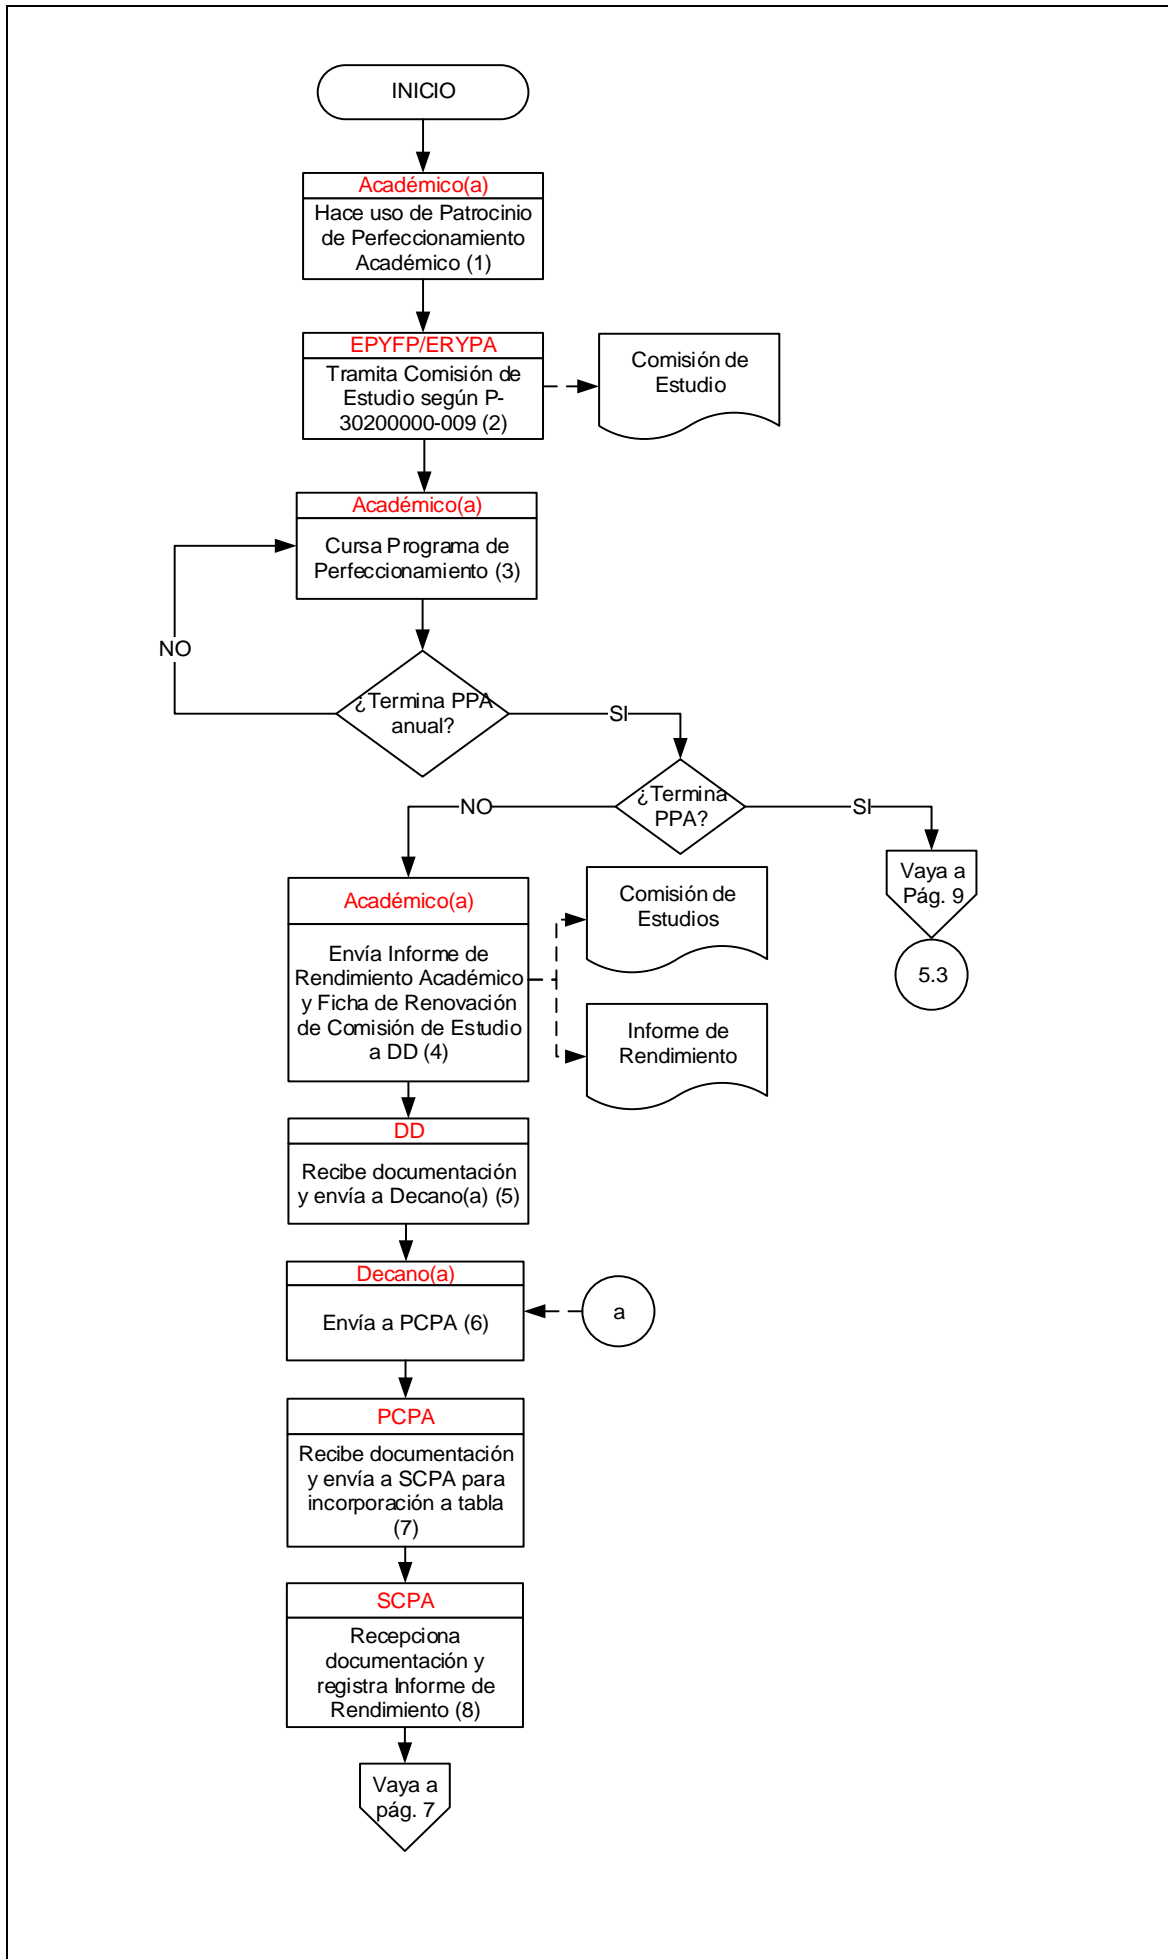 INICIO
Académico(a)
Hace uso de Patrocinio
de Perfeccionamiento
Académico (1)
EPYFP/ERYPA
Tramita Comisión de
Estudio según P-
30200000-009 (2)
Comisión de
Estudio
Académico(a)
Cursa Programa de
Perfeccionamiento (3)
NO
¿Termina PPA
anual?
SI
¿Termina
PPA?
NO
SI
Vaya a
Pág. 9
5.3
Académico(a)
Envía Informe de
Rendimiento Académico
y Ficha de Renovación
de Comisión de Estudio
a DD (4)
Comisión de
Estudios
Informe de
Rendimiento
DD
Recibe documentación
y envía a Decano(a) (5)
Decano(a)
Envía a PCPA (6)
a
PCPA
Recibe documentación
y envía a SCPA para
incorporación a tabla
(7)
SCPA
Recepciona
documentación y
registra Informe de
Rendimiento (8)
Vaya a
pág. 7